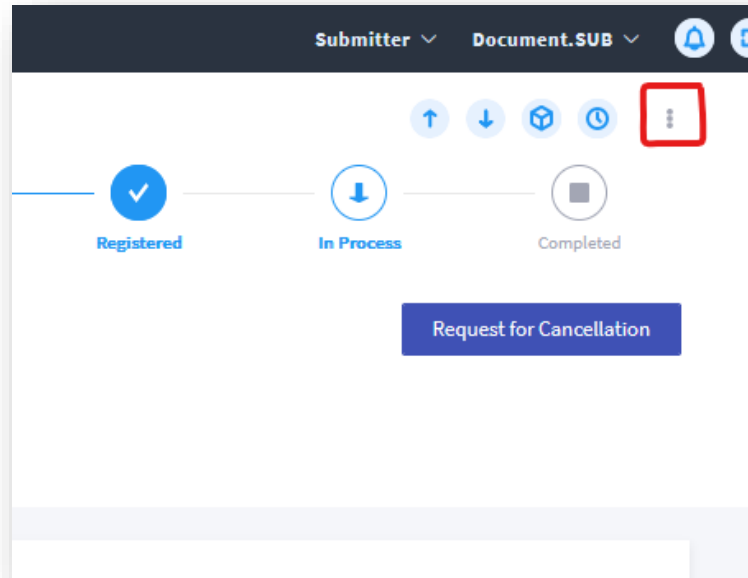 Submitter Document.SUB
Registered In Process Completed
Request for Cancellation